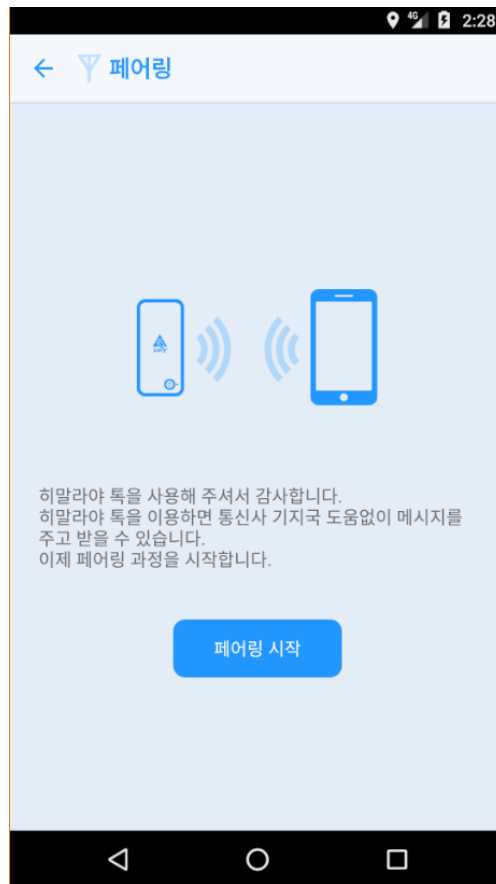 4G 2:28
페어링
히말라야 톡을 사용해 주셔서 감사합니다.
히말라야 톡을 이용하면 통신사 기지국 도움없이 메시지를
주고 받을 수 있습니다.
이제 페어링 과정을 시작합니다.
페어링 시작